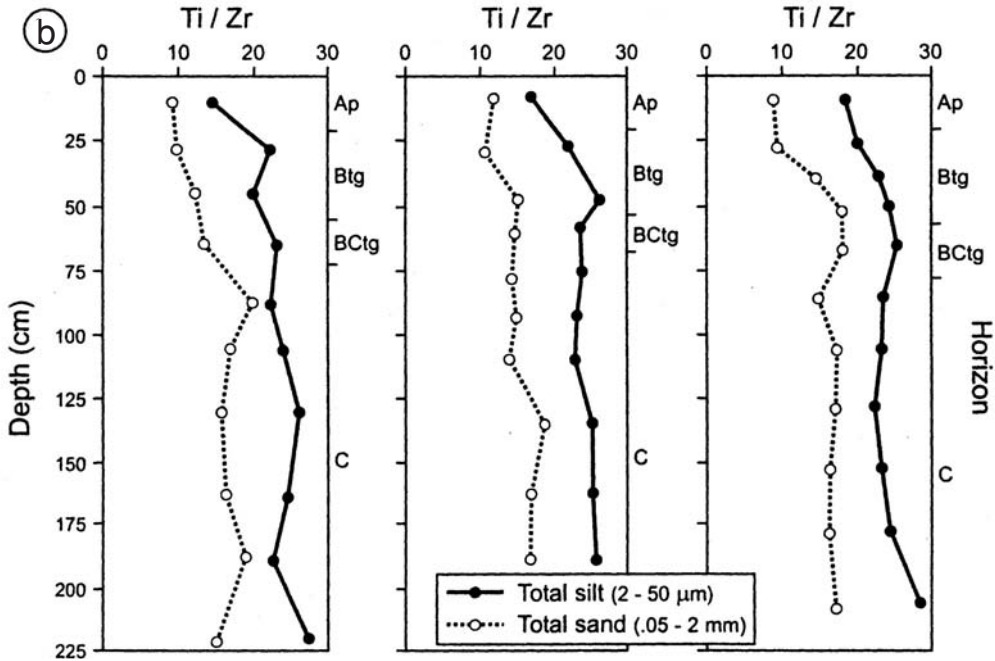 b
Ti / Zr
Ti / Zr
Ti / Zr
0 10 20 30
0 10 20 30
0 10 20 30
Depth (cm)
0
25
50
75
100
125
150
175
200
225
Ap
Btg
BCtg
C
Ap
Btg
BCtg
C
Ap
Btg
BCtg
C
Horizon
Total silt (2 - 50 μm)
Total sand (.05 - 2 mm)